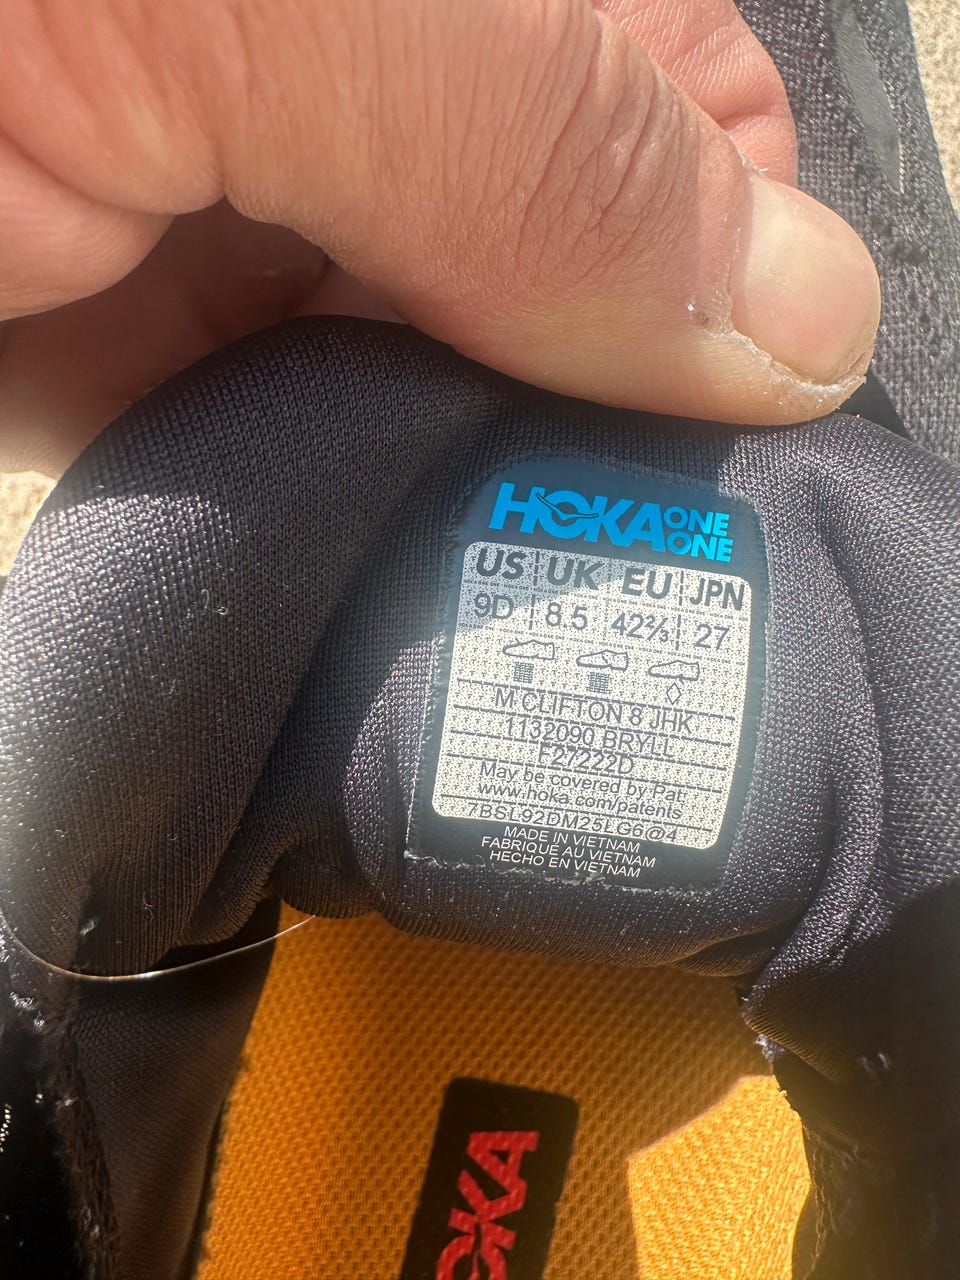 HOKA ONE ONE
US UK EU JPN
9D 8.5 42⅔ 27
M CLIFTON 8 JHK
1132090 BRYLL
F27222D
May be covered by Pat:
www.hoka.com/patents
7BSL92DM25LG6@4
MADE IN VIETNAM
FABRIQUE AU VIETNAM
HECHO EN VIETNAM
HOKA